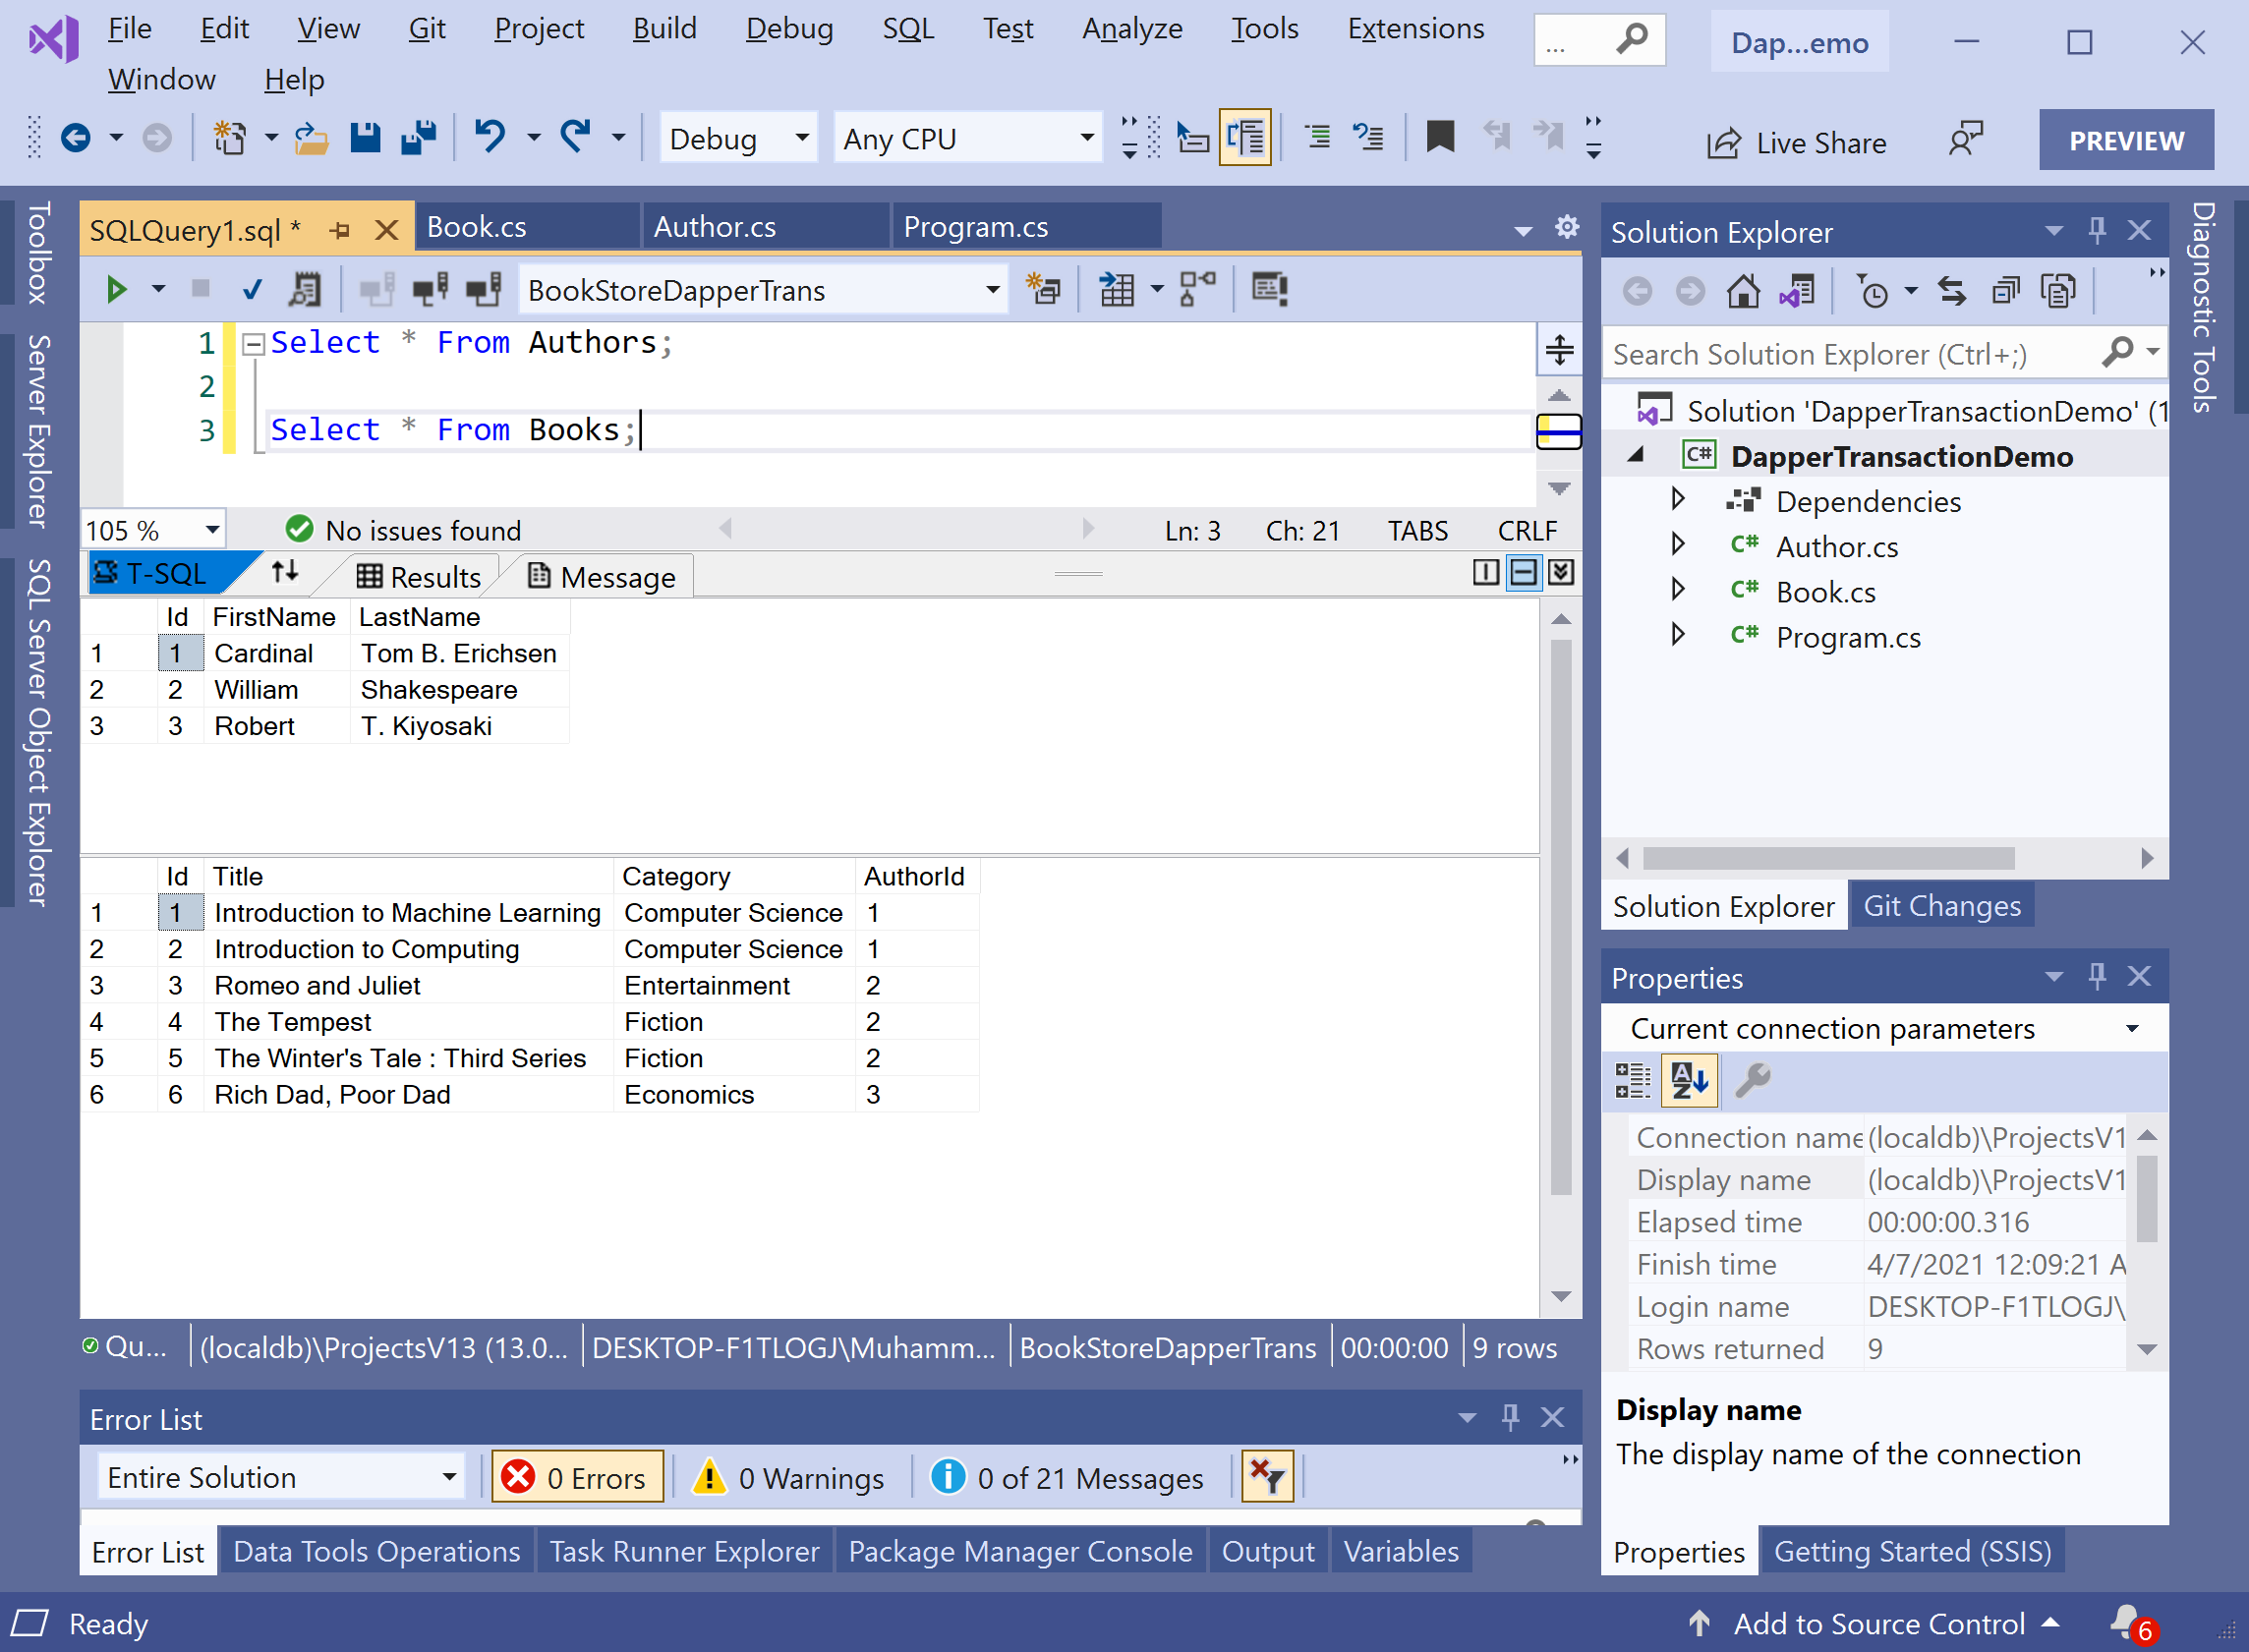 File Edit View Git Project Build Debug SQL Test Analyze Tools Extensions ... Dap...emo
Window Help
Debug Any CPU Live Share PREVIEW
Toolbox
Server Explorer
SQL Server Object Explorer
SQLQuery1.sql * Book.cs Author.cs Program.cs
BookStoreDapperTrans
1 Select * From Authors;
2
3 Select * From Books;
105 % No issues found Ln: 3 Ch: 21 TABS CRLF
T-SQL Results Message
Id FirstName LastName
1 1 Cardinal Tom B. Erichsen
2 2 William Shakespeare
3 3 Robert T. Kiyosaki
Id Title Category AuthorId
1 1 Introduction to Machine Learning Computer Science 1
2 2 Introduction to Computing Computer Science 1
3 3 Romeo and Juliet Entertainment 2
4 4 The Tempest Fiction 2
5 5 The Winter's Tale : Third Series Fiction 2
6 6 Rich Dad, Poor Dad Economics 3
Qu... (localdb)\ProjectsV13 (13.0... DESKTOP-F1TLOGJ\Muhamm... BookStoreDapperTrans 00:00:00 9 rows
Error List
Entire Solution 0 Errors 0 Warnings 0 of 21 Messages
Error List Data Tools Operations Task Runner Explorer Package Manager Console Output Variables
Solution Explorer
Search Solution Explorer (Ctrl+;)
Solution 'DapperTransactionDemo' (1
C# DapperTransactionDemo
Dependencies
C# Author.cs
C# Book.cs
C# Program.cs
Solution Explorer Git Changes
Properties
Current connection parameters
Connection name (localdb)\ProjectsV1
Display name (localdb)\ProjectsV1
Elapsed time 00:00:00.316
Finish time 4/7/2021 12:09:21 A
Login name DESKTOP-F1TLOGJ\
Rows returned 9
Display name
The display name of the connection
Properties Getting Started (SSIS)
Diagnostic Tools
Ready Add to Source Control 6